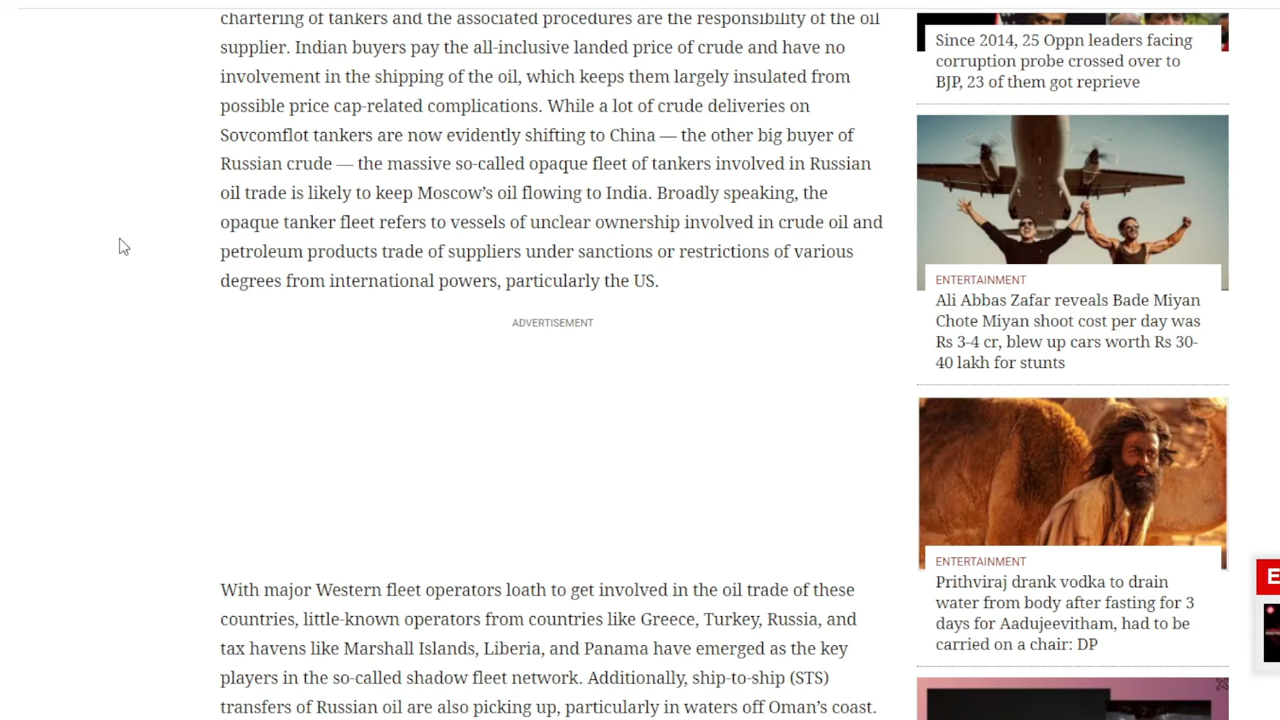 chartering of tankers and the associated procedures are the responsibility of the oil
supplier. Indian buyers pay the all-inclusive landed price of crude and have no
involvement in the shipping of the oil, which keeps them largely insulated from
possible price cap-related complications. While a lot of crude deliveries on
Sovcomflot tankers are now evidently shifting to China — the other big buyer of
Russian crude — the massive so-called opaque fleet of tankers involved in Russian
oil trade is likely to keep Moscow’s oil flowing to India. Broadly speaking, the
opaque tanker fleet refers to vessels of unclear ownership involved in crude oil and
petroleum products trade of suppliers under sanctions or restrictions of various
degrees from international powers, particularly the US.
ADVERTISEMENT
With major Western fleet operators loath to get involved in the oil trade of these
countries, little-known operators from countries like Greece, Turkey, Russia, and
tax havens like Marshall Islands, Liberia, and Panama have emerged as the key
players in the so-called shadow fleet network. Additionally, ship-to-ship (STS)
transfers of Russian oil are also picking up, particularly in waters off Oman’s coast.
Since 2014, 25 Oppn leaders facing
corruption probe crossed over to
BJP, 23 of them got reprieve
ENTERTAINMENT
Ali Abbas Zafar reveals Bade Miyan
Chote Miyan shoot cost per day was
Rs 3-4 cr, blew up cars worth Rs 30-
40 lakh for stunts
ENTERTAINMENT
Prithviraj drank vodka to drain
water from body after fasting for 3
days for Aadujeevitham, had to be
carried on a chair: DP
E